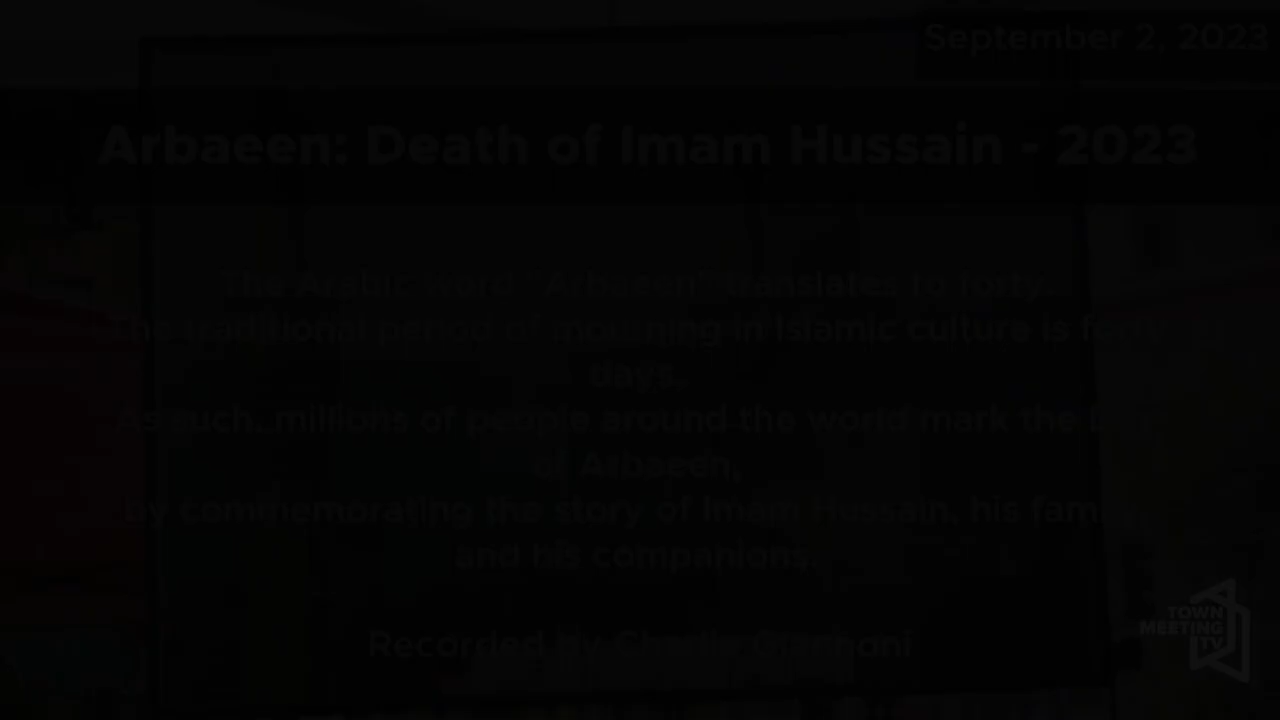 September 2, 2023
Arbaeen: Death of Imam Hussain - 2023
The Arabic word "Arbaeen" translates to forty.
The traditional period of mourning in Islamic culture is forty
days.
As such, millions of people around the world mark the
of Arbaeen,
by commemorating the story of Imam Hussain, his family
and his companions.
Recorded by Charlie
TOWN
MEETING
TV